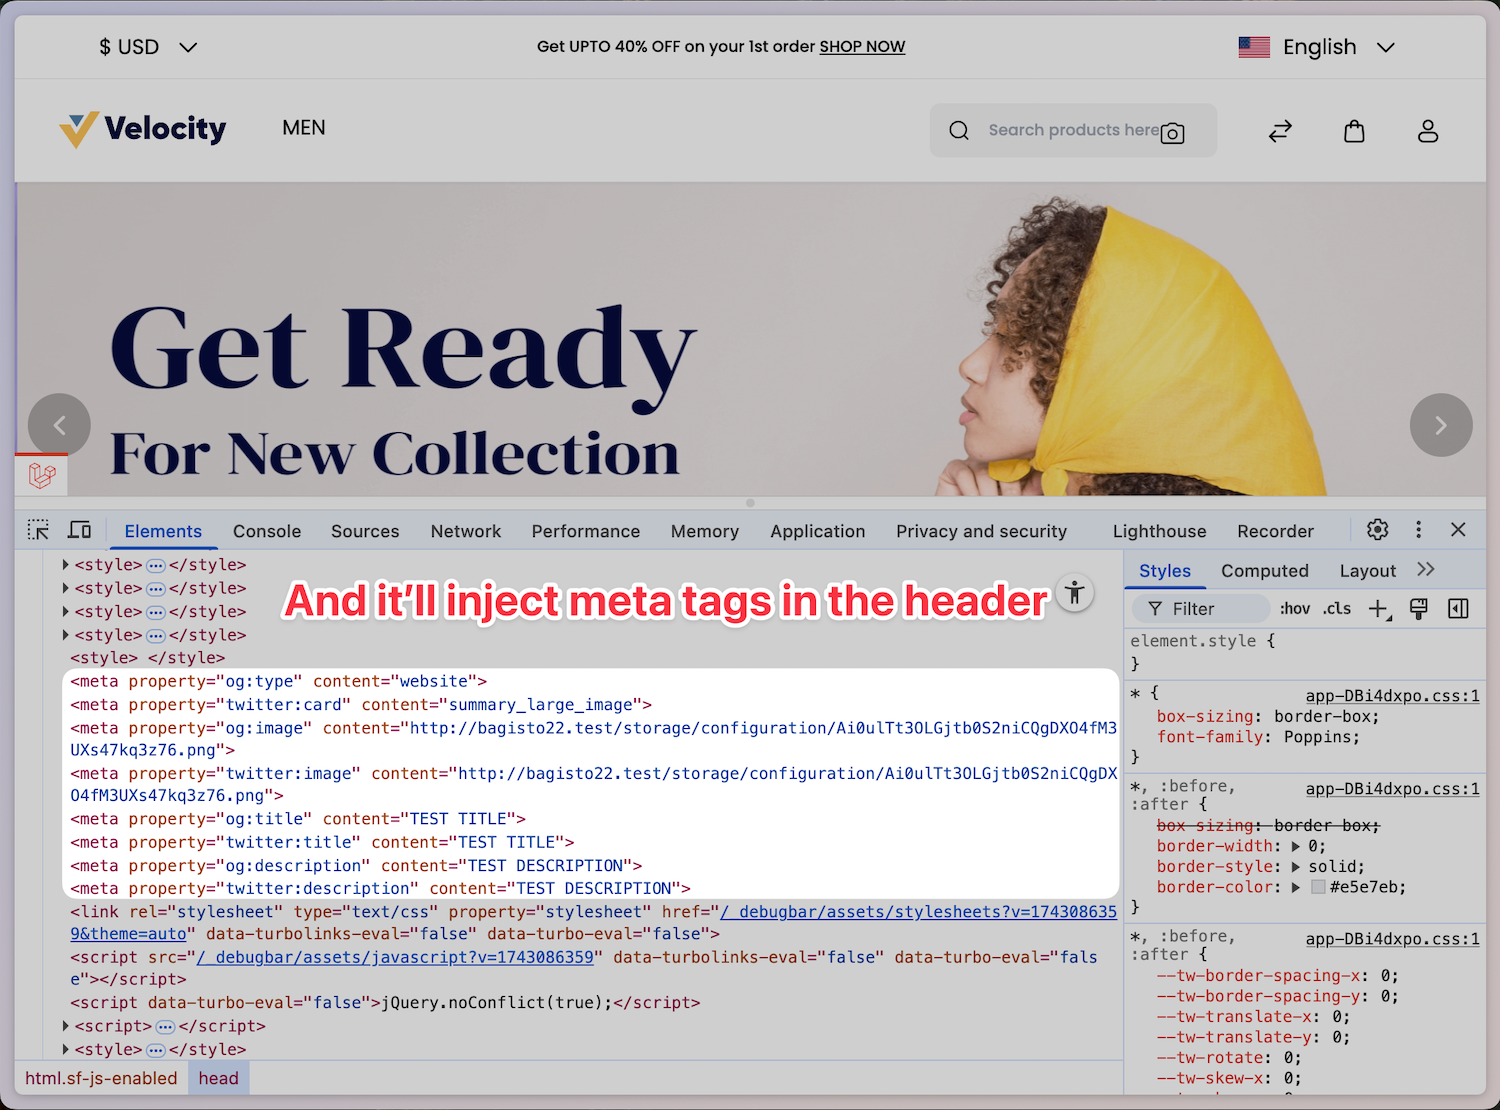 $ USD
Get UPTO 40% OFF on your 1st order SHOP NOW
English
Velocity
MEN
Search products here
Get Ready
For New Collection
Elements Console Sources Network Performance Memory Application Privacy and security Lighthouse Recorder
<style>…</style>
<style>…</style>
<style>…</style>
<style>…</style>
<style> </style>
And it’ll inject meta tags in the header
<meta property="og:type" content="website">
<meta property="twitter:card" content="summary_large_image">
<meta property="og:image" content="http://bagisto22.test/storage/configuration/Ai0ulTt3OLGjtb0S2niCQgDXO4fM3
UXs47kq3z76.png">
<meta property="twitter:image" content="http://bagisto22.test/storage/configuration/Ai0ulTt3OLGjtb0S2niCQgDX
O4fM3UXs47kq3z76.png">
<meta property="og:title" content="TEST TITLE">
<meta property="twitter:title" content="TEST TITLE">
<meta property="og:description" content="TEST DESCRIPTION">
<meta property="twitter:description" content="TEST DESCRIPTION">
<link rel="stylesheet" type="text/css" property="stylesheet" href="/_debugbar/assets/stylesheets?v=174308635
9&theme=auto" data-turbolinks-eval="false" data-turbo-eval="false">
<script src="/_debugbar/assets/javascript?v=1743086359" data-turbolinks-eval="false" data-turbo-eval="fals
e"></script>
<script data-turbo-eval="false">jQuery.noConflict(true);</script>
<script>…</script>
<style>…</style>
html.sf-js-enabled head
Styles Computed Layout
Filter :hov .cls
element.style {
}
* { app-DBi4dxpo.css:1
box-sizing: border-box;
font-family: Poppins;
}
*, :before, app-DBi4dxpo.css:1
:after {
box-sizing: border-box;
border-width: 0;
border-style: solid;
border-color: #e5e7eb;
}
*, :before, app-DBi4dxpo.css:1
:after {
--tw-border-spacing-x: 0;
--tw-border-spacing-y: 0;
--tw-translate-x: 0;
--tw-translate-y: 0;
--tw-rotate: 0;
--tw-skew-x: 0;